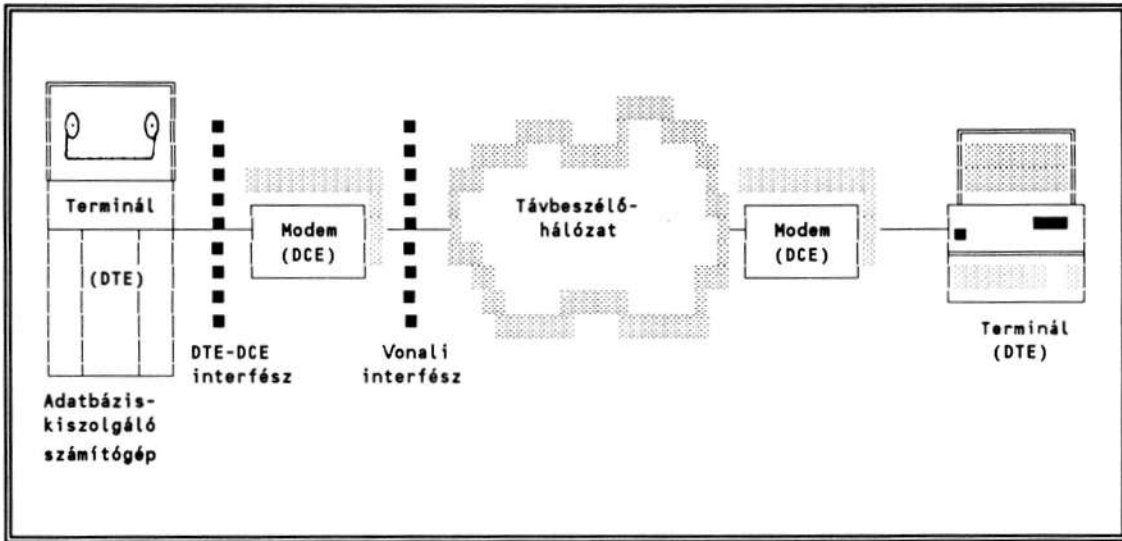 Terminál
(DTE)
Adatbázis-
kiszolgáló
számítógép
DTE-DCE
interfész
Modem
(DCE)
Vonali
interfész
Távbeszélő-
hálózat
Modem
(DCE)
Terminál
(DTE)